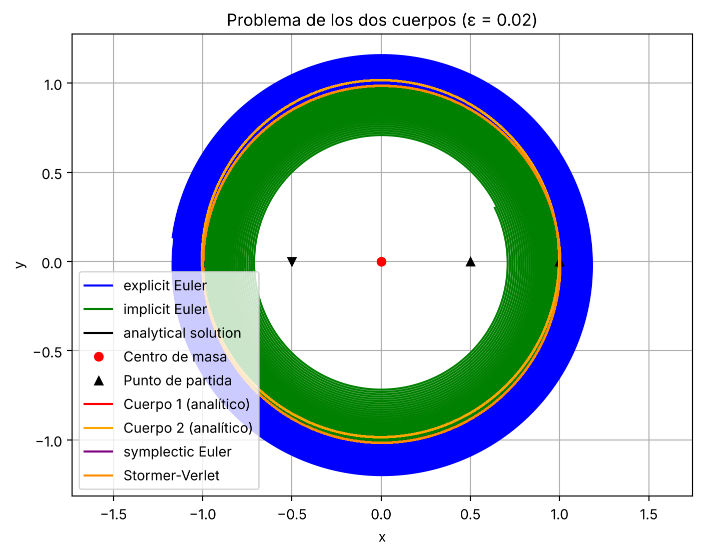 Problema de los dos cuerpos (ε = 0.02)
1.0
0.5
0.0
−0.5
−1.0
y
explicit Euler
implicit Euler
analytical solution
Centro de masa
Punto de partida
Cuerpo 1 (analítico)
Cuerpo 2 (analítico)
symplectic Euler
Stormer-Verlet
−1.5 −1.0 −0.5 0.0 0.5 1.0 1.5
x